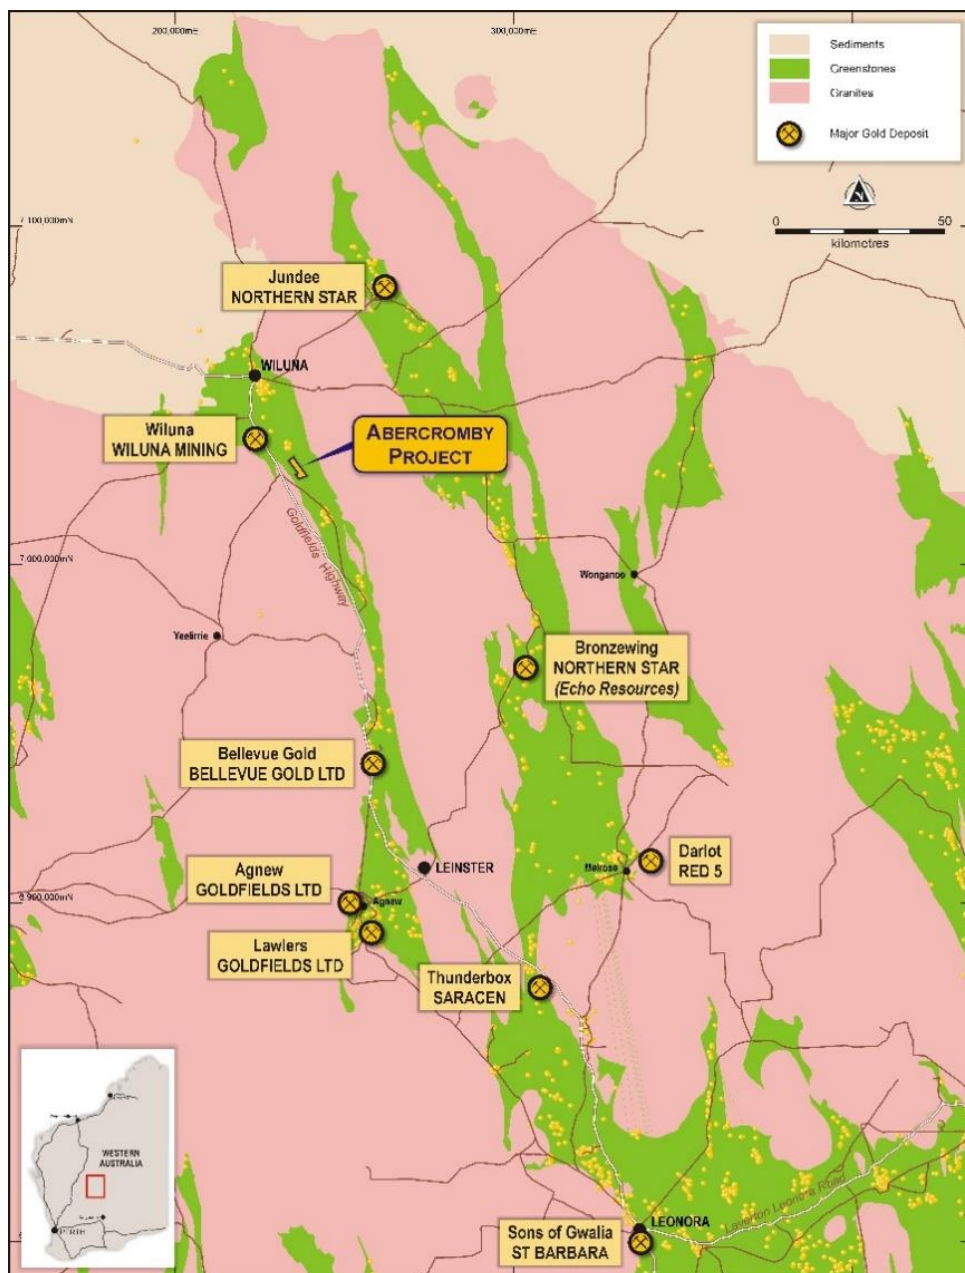 200,000mE
300,000mE
Sediments
Greenstones
Granites
Major Gold Deposit
N
0
50
kilometres
7,100,000mN
Jundee
NORTHERN STAR
WILUNA
Wiluna
WILUNA MINING
ABERCROMBY
PROJECT
Goldfields Highway
7,000,000mN
Wonganoo
Yeelirrie
Bronzewing
NORTHERN STAR
(Echo Resources)
Bellevue Gold
BELLEVUE GOLD LTD
LEINSTER
Darlot
RED 5
Melrose
Agnew
GOLDFIELDS LTD
6,900,000mN
Agnew
Lawlers
GOLDFIELDS LTD
Thunderbox
SARACEN
WESTERN
AUSTRALIA
PERTH
Laverton Leonora Road
LEONORA
Sons of Gwalia
ST BARBARA